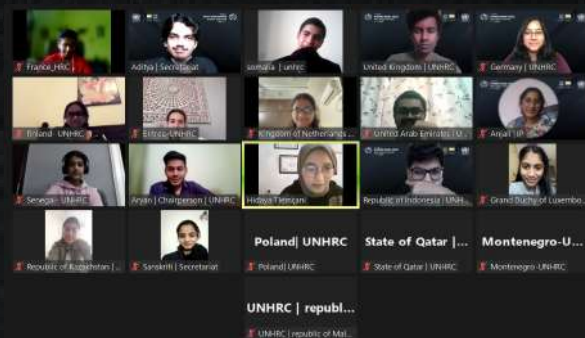 France_HRC
Aditya | Secretariat
somalia | unhrc
United Kingdom | UNHRC
Germany | UNHRC
Finland- UNHRC
Eritrea-UNHRC
Kingdom of Netherlands ...
United Arab Emirates | U...
Anjali | IP
Senegal - UNHRC
Aryan | Chairperson | UNHRC
Hidaya
Republic of Indonesia | UNH...
Grand Duchy of Luxembo...
Republic of Kazakhstan | ...
Sanskriti | Secretariat
Poland| UNHRC
Poland| UNHRC
State of Qatar |...
State of Qatar | UNHRC
Montenegro-U...
Montenegro -UNHRC
UNHRC | republ...
UNHRC | republic of Mal...